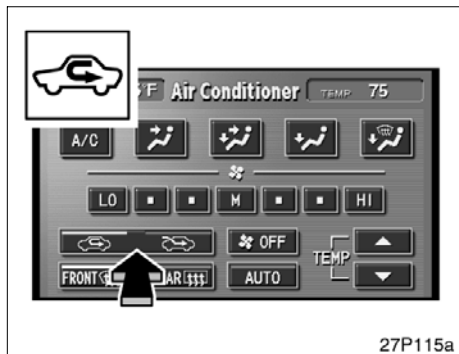 °F Air Conditioner TEMP 75
A/C
LO M HI
OFF
TEMP
FRONT AR AUTO
27P115a